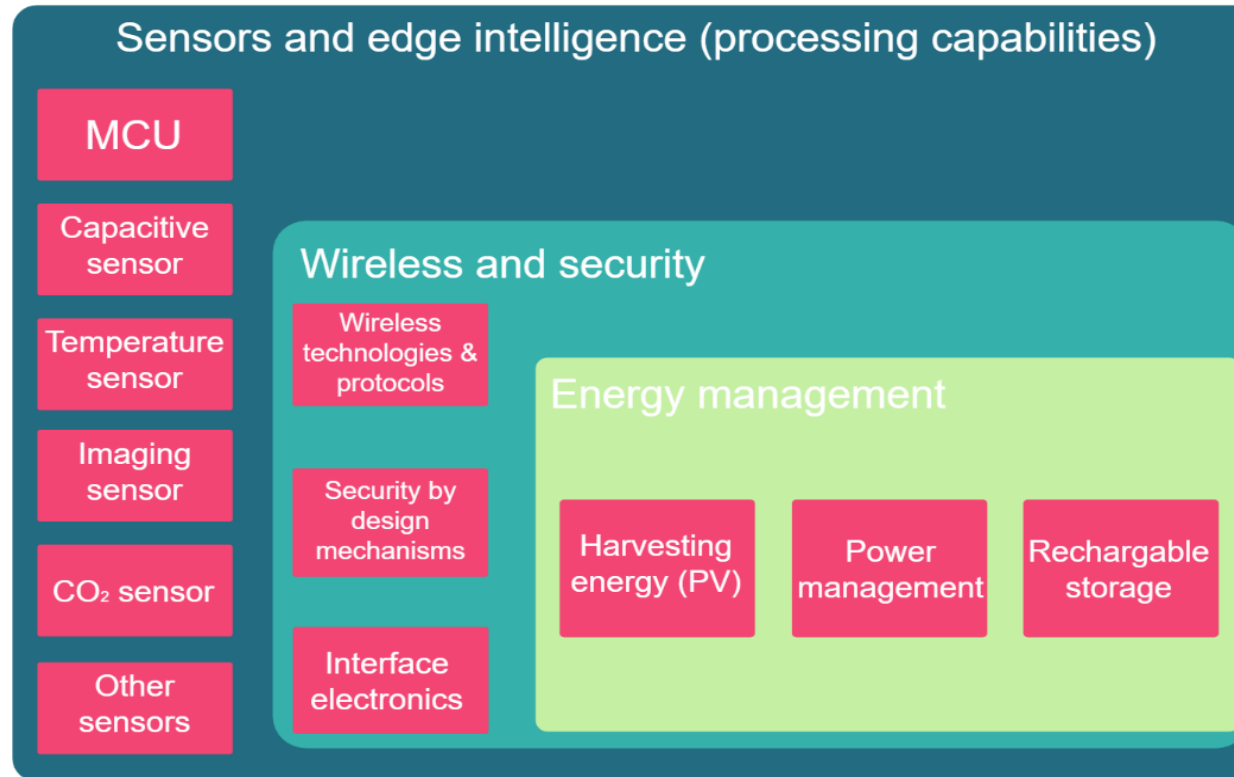 Sensors and edge intelligence (processing capabilities)
MCU
Capacitive
sensor
Temperature
sensor
Imaging
sensor
CO₂ sensor
Other
sensors
Wireless and security
Wireless
technologies &
protocols
Security by
design
mechanisms
Interface
electronics
Energy management
Harvesting
energy (PV)
Power
management
Rechargable
storage